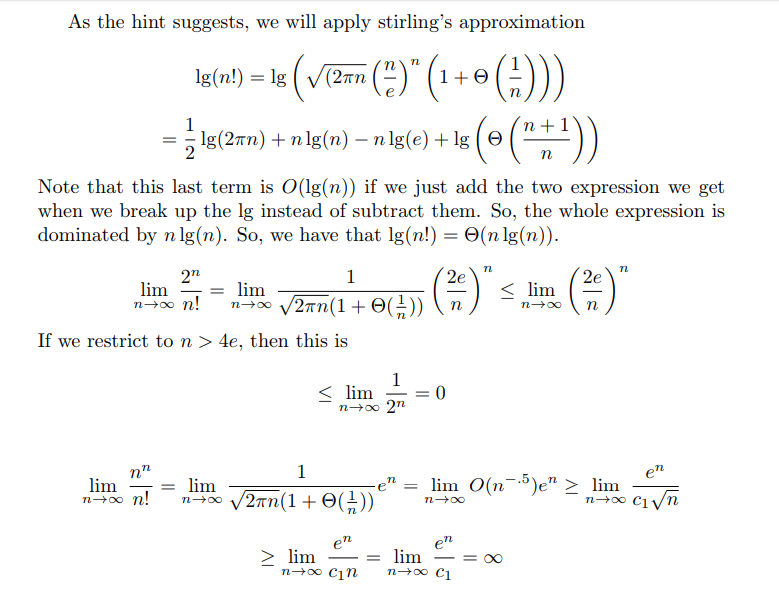 As the hint suggests, we will apply stirling's approximation
lg(n!) = lg (√(2πn (n/e)^n (1 + Θ(1/n)))
= 1/2 lg(2πn) + n lg(n) − n lg(e) + lg (Θ((n + 1)/n))
Note that this last term is O(lg(n)) if we just add the two expression we get
when we break up the lg instead of subtract them. So, the whole expression is
dominated by n lg(n). So, we have that lg(n!) = Θ(n lg(n)).
lim_{n→∞} 2^n/n! = lim_{n→∞} 1/(√(2πn)(1 + Θ(1/n))) (2e/n)^n ≤ lim_{n→∞} (2e/n)^n
If we restrict to n > 4e, then this is
≤ lim_{n→∞} 1/2^n = 0
lim_{n→∞} n^n/n! = lim_{n→∞} 1/(√(2πn)(1 + Θ(1/n))) e^n = lim_{n→∞} O(n^{−.5})e^n ≥ lim_{n→∞} e^n/(c₁√n)
≥ lim_{n→∞} e^n/(c₁n) = lim_{n→∞} e^n/c₁ = ∞